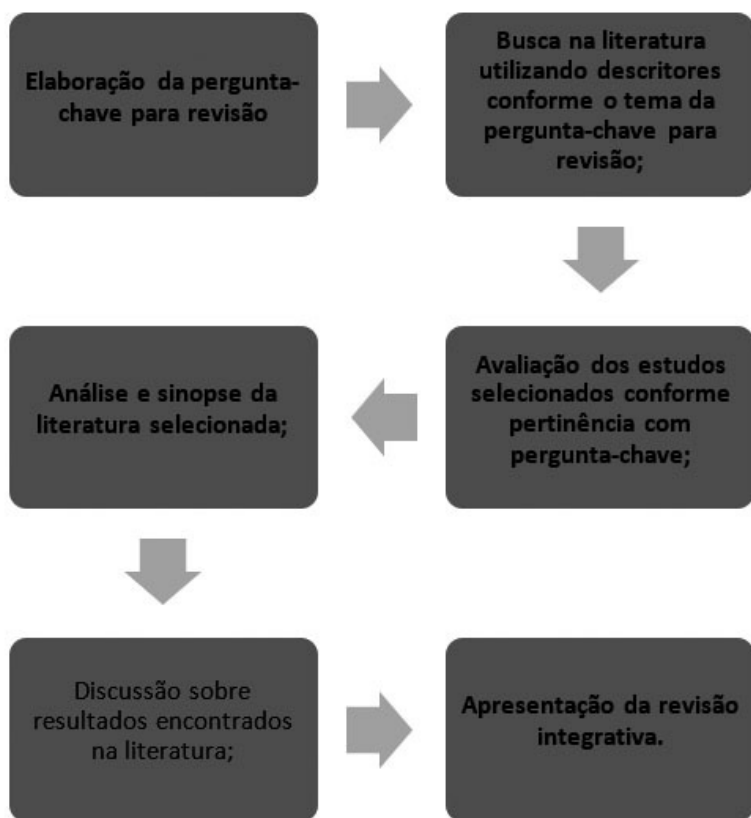 Elaboração da pergunta-
chave para revisão
Busca na literatura
utilizando descritores
conforme o tema da
pergunta-chave para
revisão;
Avaliação dos estudos
selecionados conforme
pertinência com
pergunta-chave;
Análise e sinopse da
literatura selecionada;
Discussão sobre
resultados encontrados
na literatura;
Apresentação da revisão
integrativa.